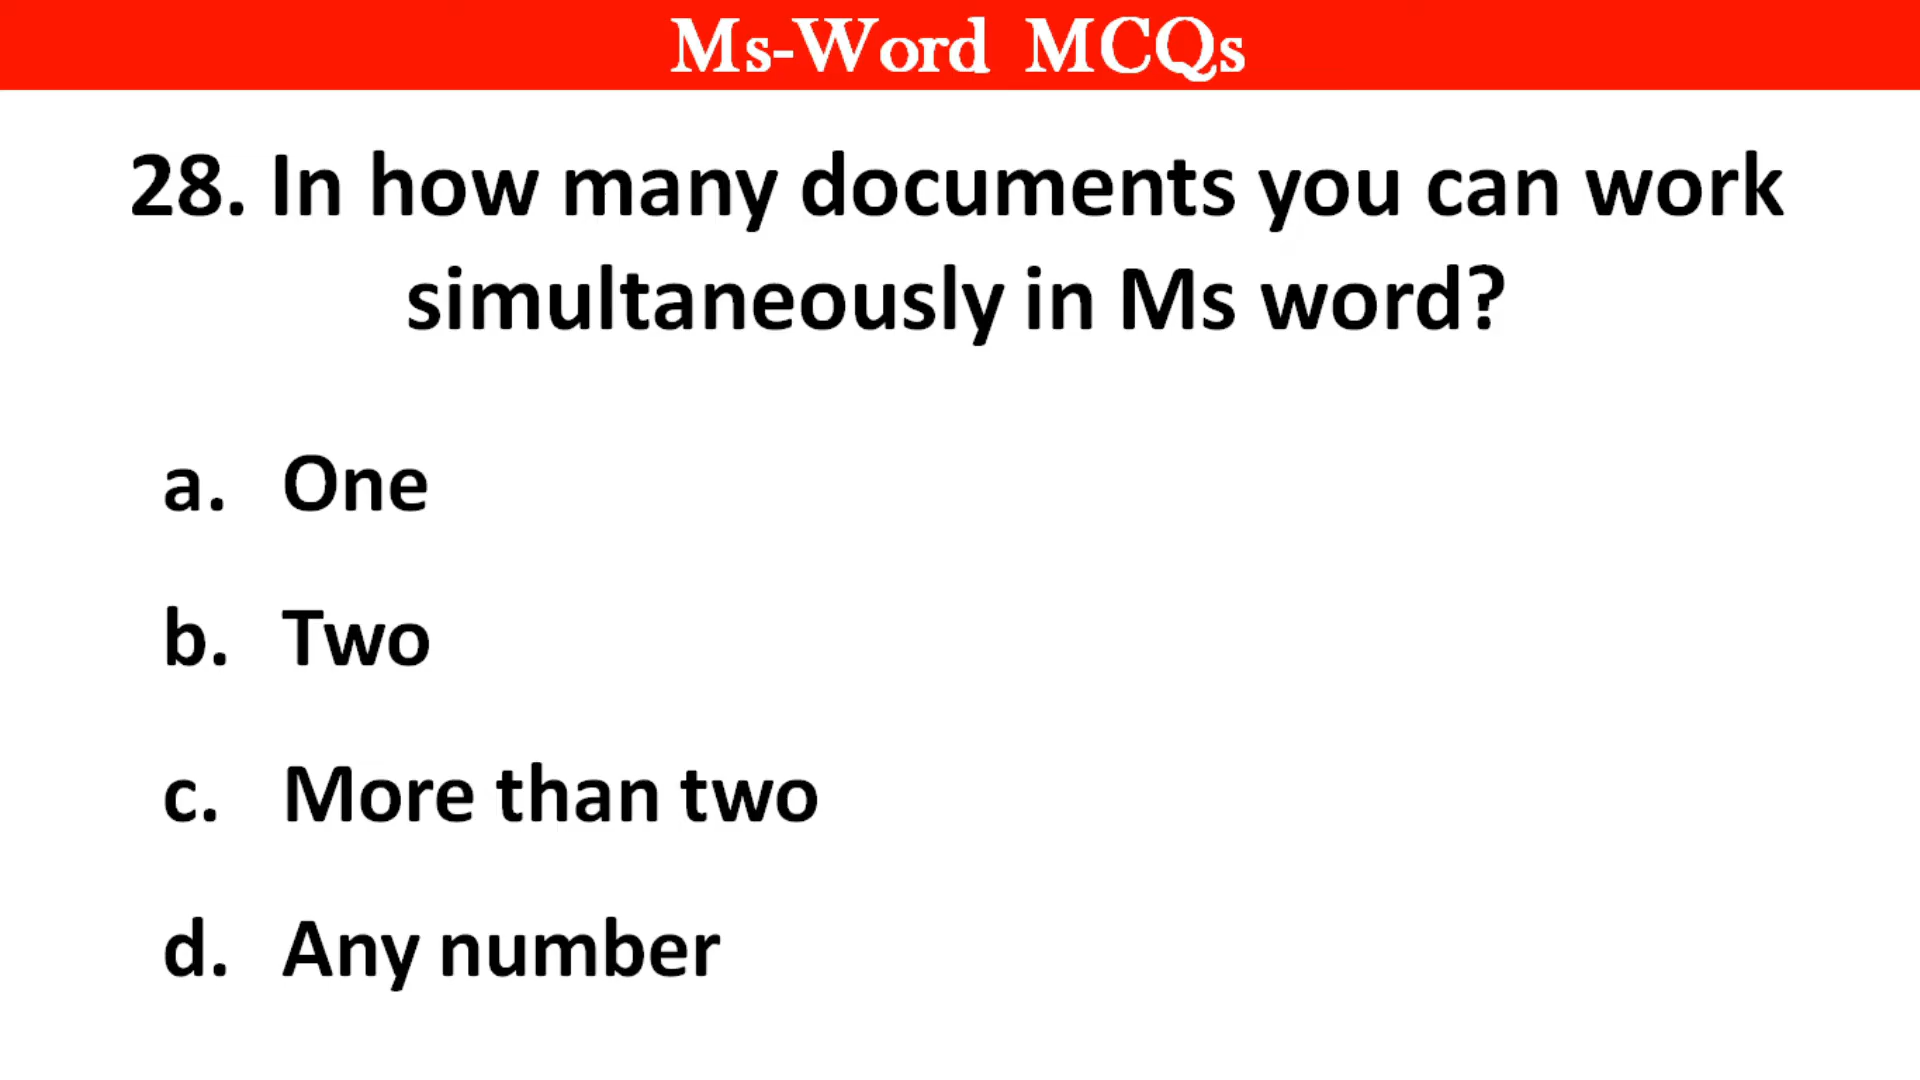 Ms-Word MCQs
28. In how many documents you can work
simultaneously in Ms word?
a. One
b. Two
c. More than two
d. Any number